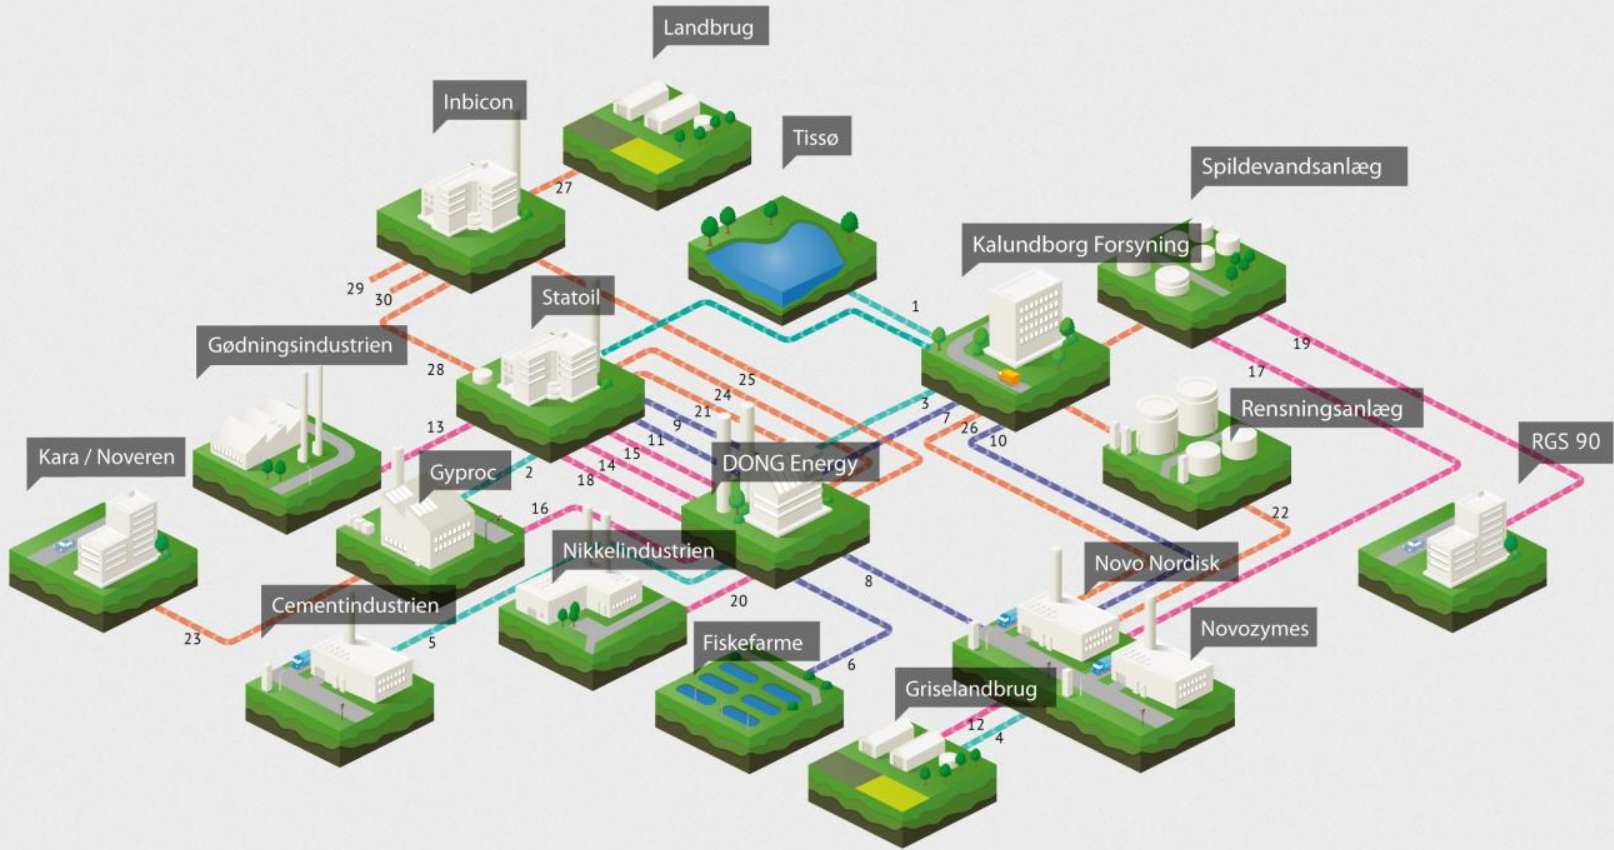 Landbrug
Inbicon
Tissø
Spildevandsanlæg
27
Kalundborg Forsyning
29
30
Statoil
1
Gødningsindustrien
19
28
25
17
24
3
7
21
Rensningsanlæg
9
26
13
11
10
RGS 90
Kara / Noveren
15
Gyproc
2
14
DONG Energy
18
16
22
Nikkelindustrien
Novo Nordisk
8
20
Cementindustrien
23
5
Novozymes
Fiskefarme
6
Griselandbrug
12
4